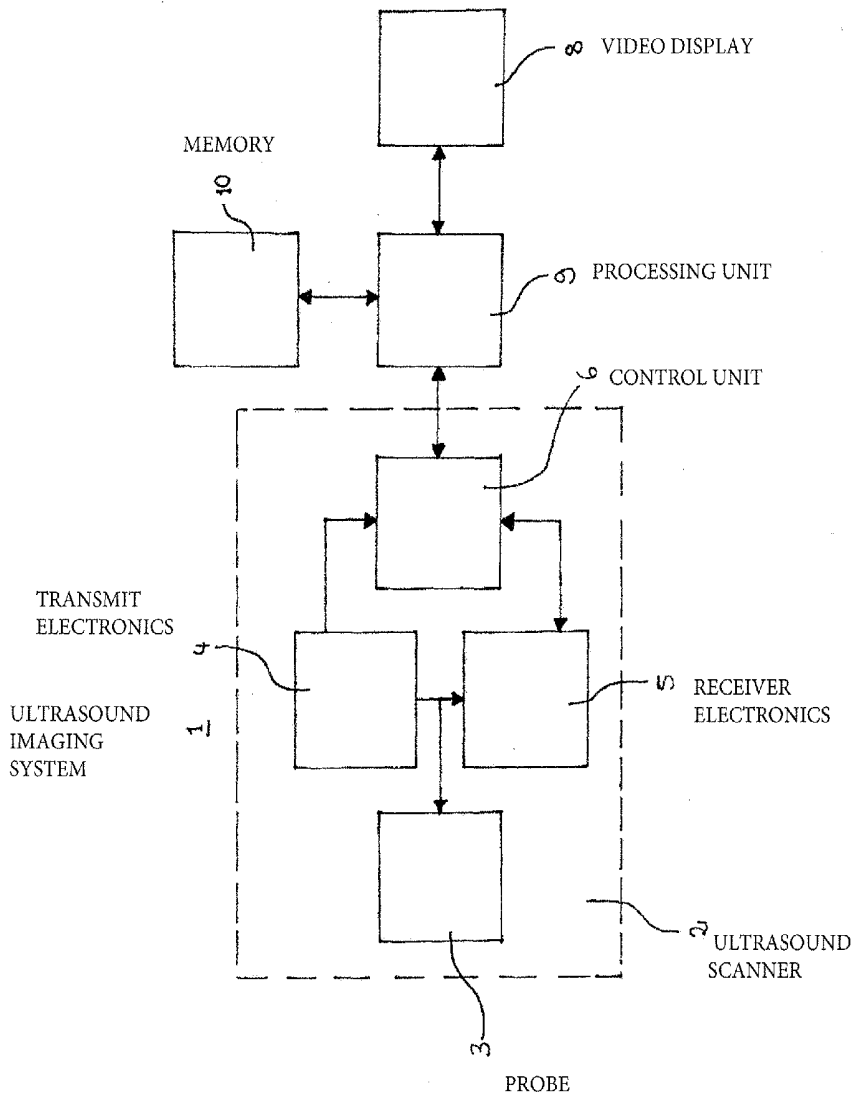 8 VIDEO DISPLAY
MEMORY
10
9 PROCESSING UNIT
6 CONTROL UNIT
TRANSMIT
ELECTRONICS
4
5 RECEIVER
ELECTRONICS
ULTRASOUND
IMAGING
SYSTEM
1
2 ULTRASOUND
SCANNER
3
PROBE